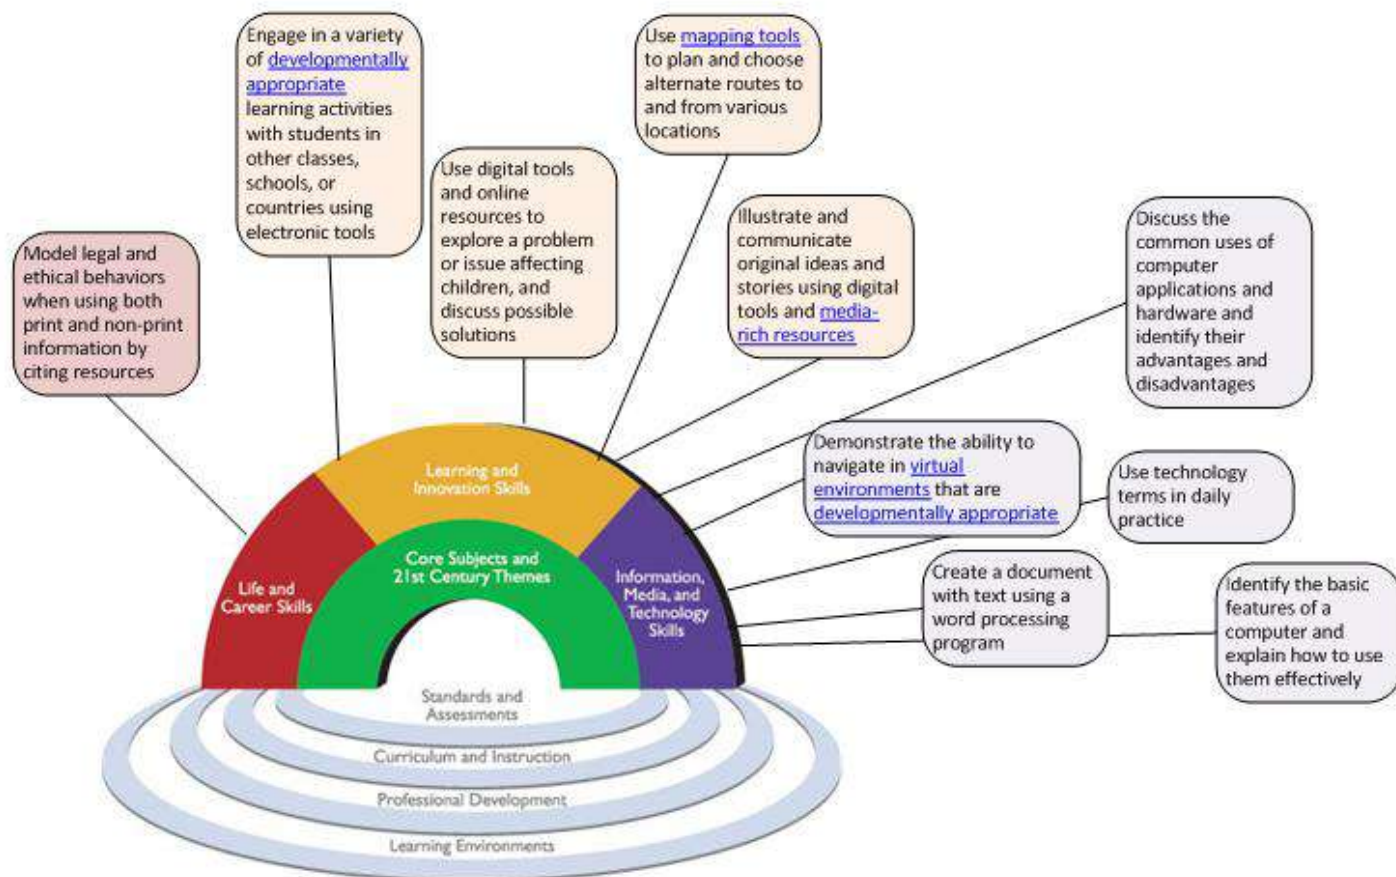 Engage in a variety
of developmentally
appropriate
learning activities
with students in
other classes,
schools, or
countries using
electronic tools
Use mapping tools
to plan and choose
alternate routes to
and from various
locations
Use digital tools
and online
resources to
explore a problem
or issue affecting
children, and
discuss possible
solutions
Illustrate and
communicate
original ideas and
stories using digital
tools and media-
rich resources
Discuss the
common uses of
computer
applications and
hardware and
identify their
advantages and
disadvantages
Model legal and
ethical behaviors
when using both
print and non-print
information by
citing resources
Demonstrate the ability to
navigate in virtual
environments that are
developmentally appropriate
Use technology
terms in daily
practice
Create a document
with text using a
word processing
program
Identify the basic
features of a
computer and
explain how to use
them effectively
Learning and
Innovation Skills
Core Subjects and
21st Century Themes
Life and
Career Skills
Information,
Media, and
Technology
Skills
Standards and
Assessments
Curriculum and Instruction
Professional Development
Learning Environments